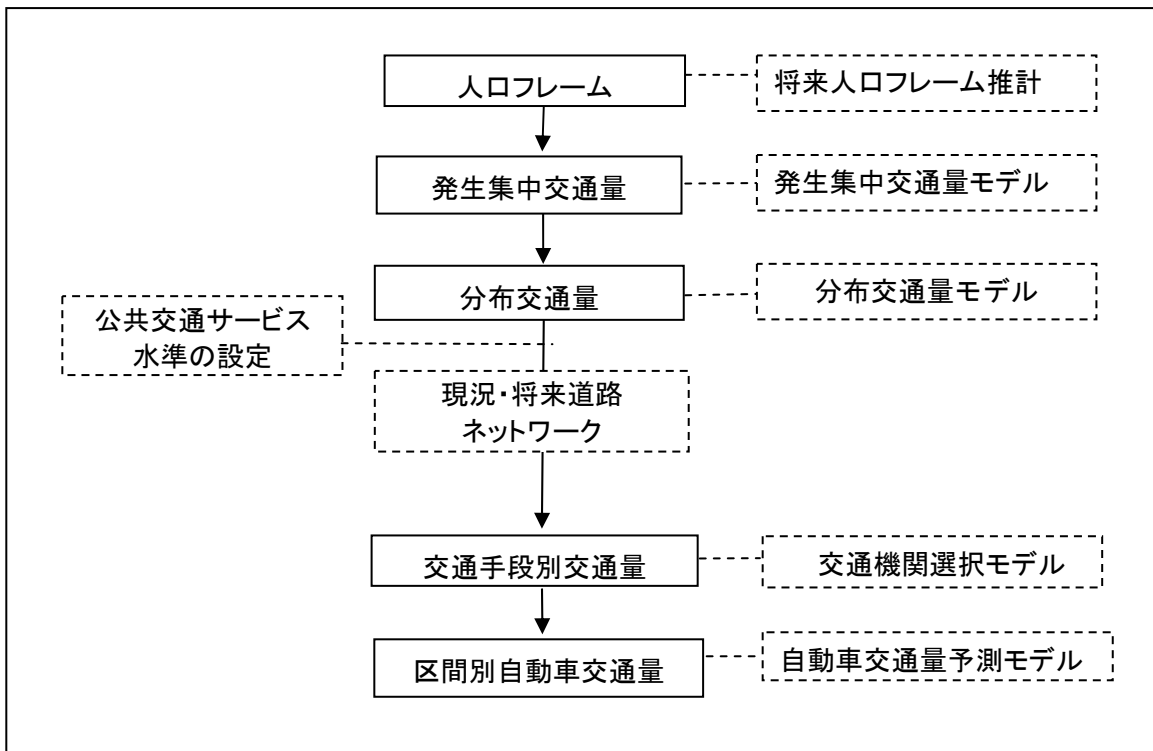 人口フレーム
将来人口フレーム推計
発生集中交通量
発生集中交通量モデル
分布交通量
分布交通量モデル
公共交通サービス
水準の設定
現況・将来道路
ネットワーク
交通手段別交通量
交通機関選択モデル
区間別自動車交通量
自動車交通量予測モデル